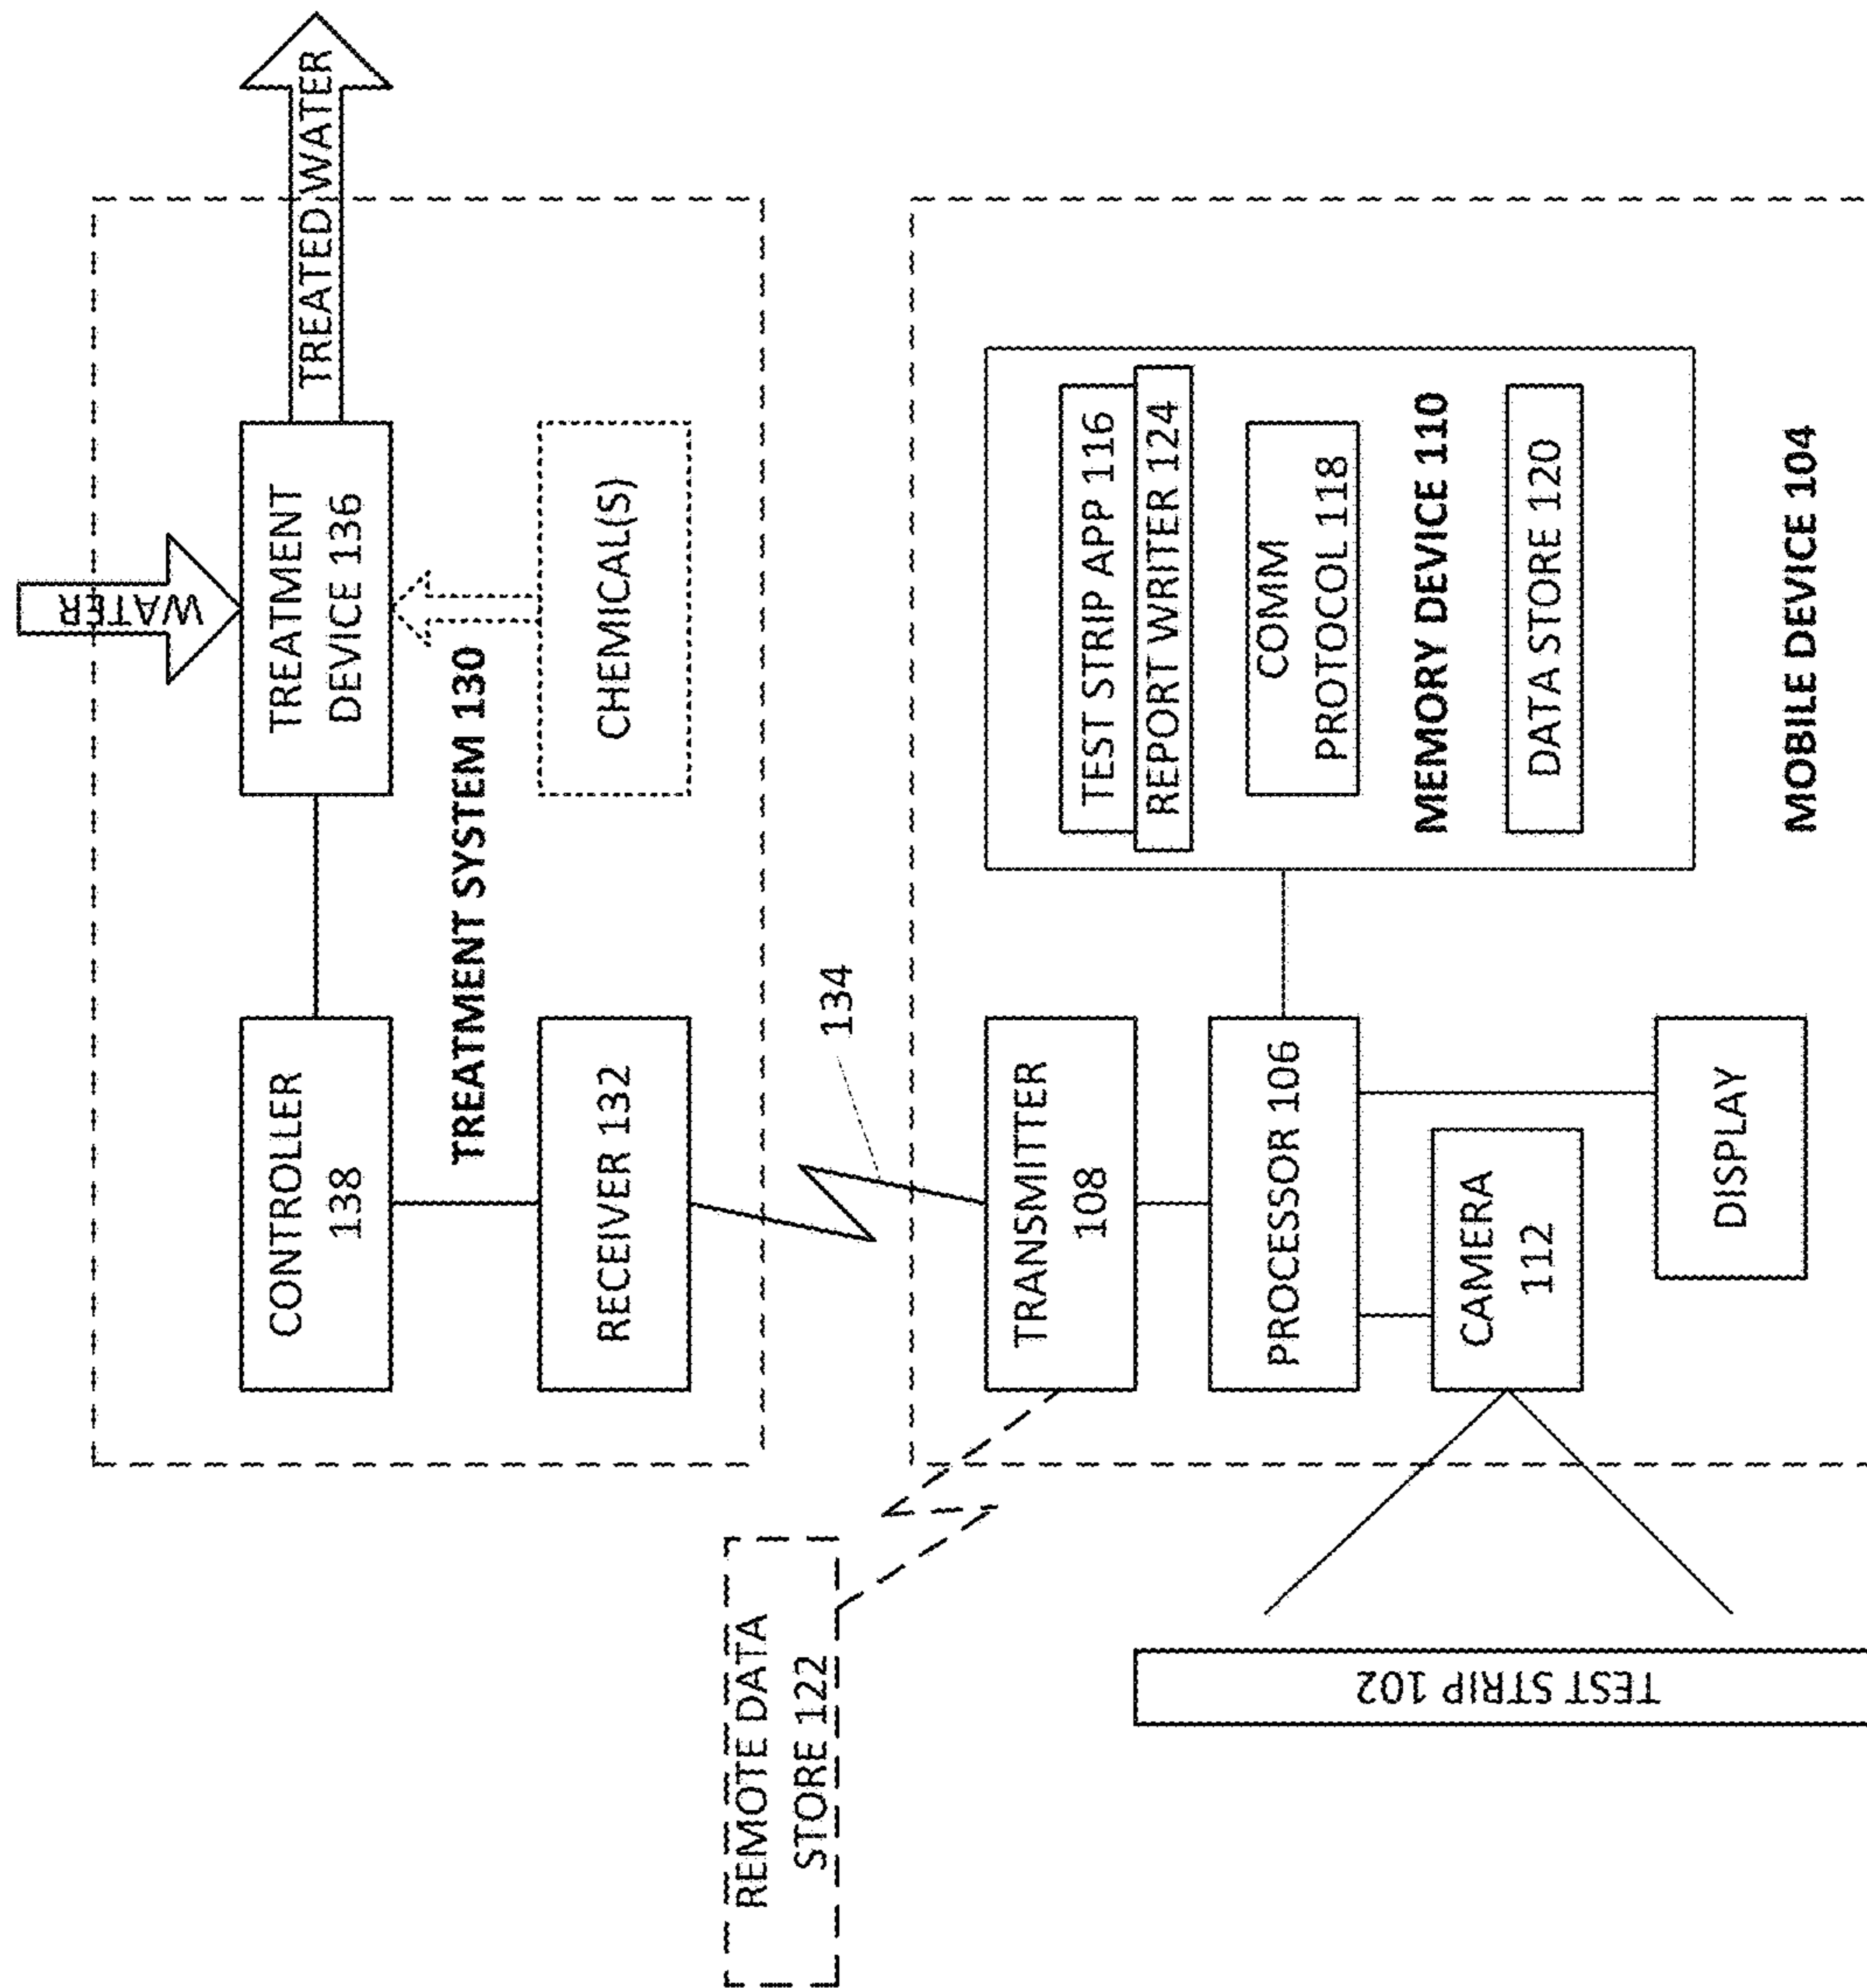 WATER
TREATED WATER
TREATMENT
DEVICE 136
CONTROLLER
138
TREATMENT SYSTEM 130
CHEMICAL(S)
RECEIVER 132
134
REMOTE DATA
STORE 122
TRANSMITTER
108
TEST STRIP APP 116
REPORT WRITER 124
PROCESSOR 106
COMM
PROTOCOL 118
MEMORY DEVICE 110
CAMERA
112
DATA STORE 120
TEST STRIP 102
DISPLAY
MOBILE DEVICE 104